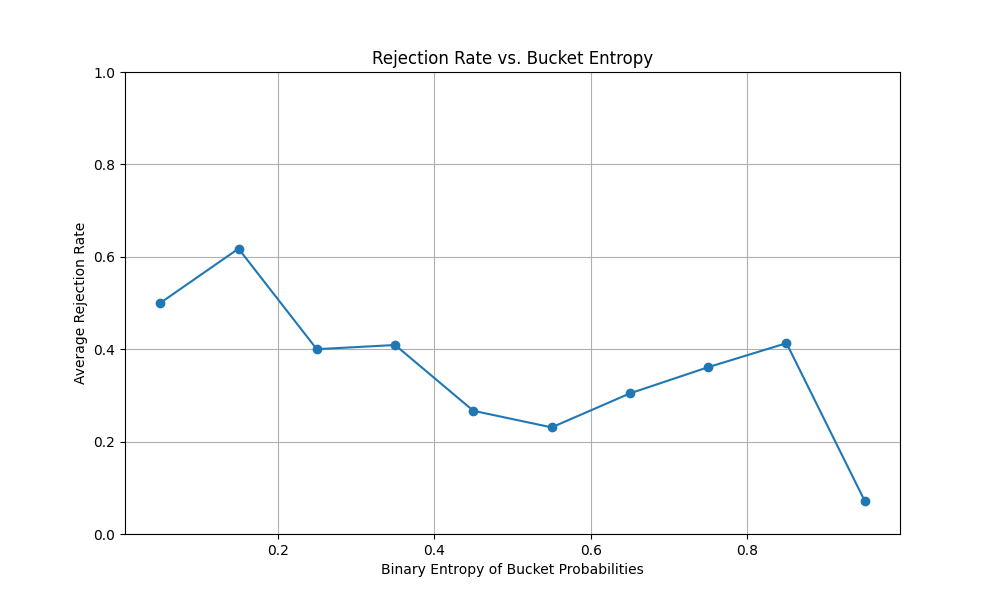 Rejection Rate vs. Bucket Entropy
1.0
0.8
0.6
0.4
0.2
0.0
Average Rejection Rate
0.2 0.4 0.6 0.8
Binary Entropy of Bucket Probabilities